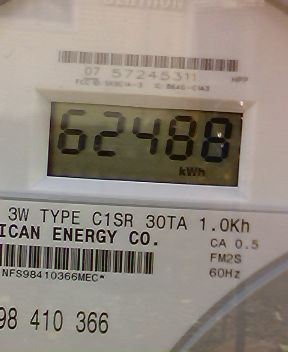 07 57245311
62488
kWh
3W TYPE C1SR 30TA 1.0Kh
ICAN ENERGY CO.
CA 0.5
FM2S
NFS98410366MEC*
60Hz
98 410 366